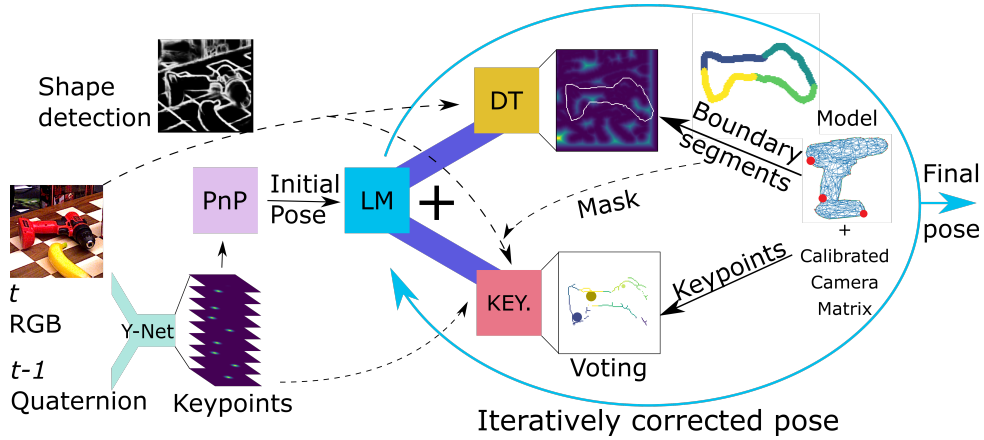 Shape
detection
DT
Boundary
segments
Model
PnP
Initial
Pose
LM
+
Mask
Final
pose
+
Calibrated
Camera
Matrix
Keypoints
KEY.
Voting
t
RGB
Y-Net
t-1
Quaternion
Keypoints
Iteratively corrected pose